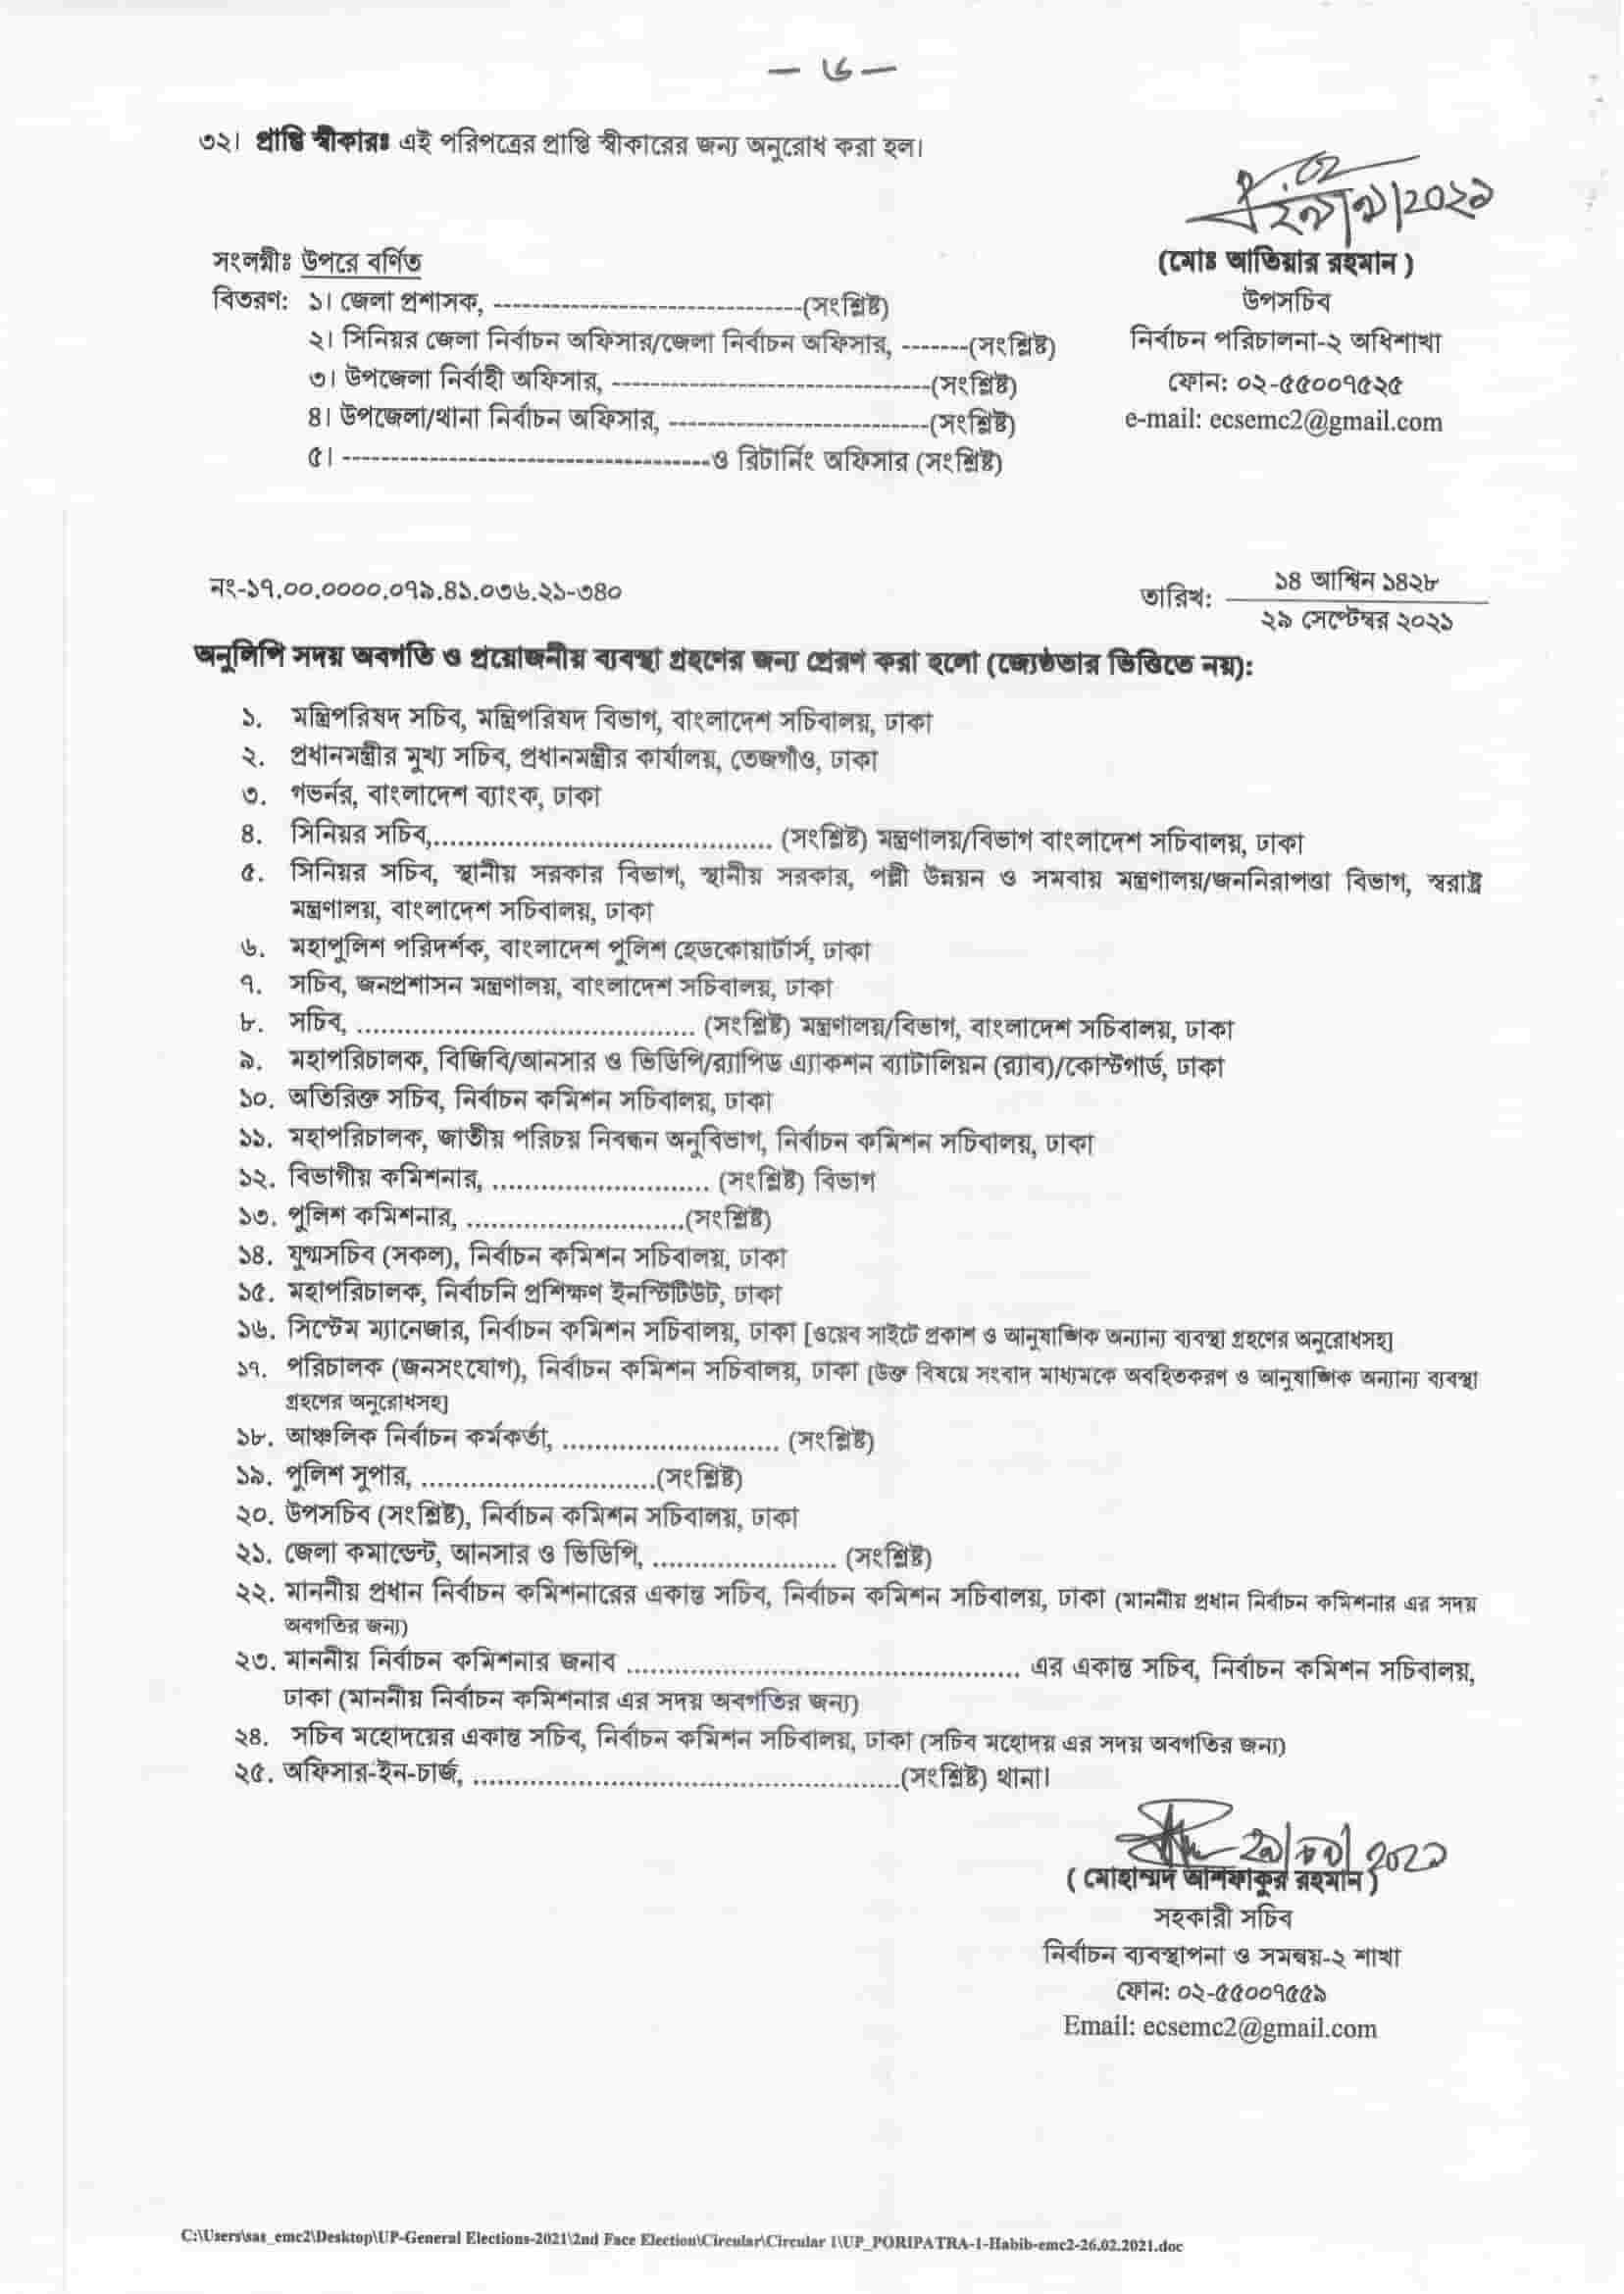 — ৬ —
৩২। প্রাপ্তি স্বীকারঃ এই পরিপত্রের প্রাপ্তি স্বীকারের জন্য অনুরোধ করা হল।
২৯/৯/২০২১
(মোঃ আতিয়ার রহমান )
উপসচিব
নির্বাচন পরিচালনা-২ অধিশাখা
ফোন: ০২-৫৫০০৭৫২৫
e-mail: ecsemc2@gmail.com
সংলগ্নীঃ উপরে বর্ণিত
বিতরণ: ১। জেলা প্রশাসক, --------------------------------(সংশ্লিষ্ট)
২। সিনিয়র জেলা নির্বাচন অফিসার/জেলা নির্বাচন অফিসার, -------(সংশ্লিষ্ট)
৩। উপজেলা নির্বাহী অফিসার, ---------------------------------(সংশ্লিষ্ট)
৪। উপজেলা/থানা নির্বাচন অফিসার, ---------------------------(সংশ্লিষ্ট)
৫। --------------------------------------ও রিটার্নিং অফিসার (সংশ্লিষ্ট)
নং-১৭.০০.০০০০.০৭৯.৪১.০৩৬.২১-৩৪০
তারিখ: ১৪ আশ্বিন ১৪২৮
২৯ সেপ্টেম্বর ২০২১
অনুলিপি সদয় অবগতি ও প্রয়োজনীয় ব্যবস্থা গ্রহণের জন্য প্রেরণ করা হলো (জ্যেষ্ঠতার ভিত্তিতে নয়):
১. মন্ত্রিপরিষদ সচিব, মন্ত্রিপরিষদ বিভাগ, বাংলাদেশ সচিবালয়, ঢাকা
২. প্রধানমন্ত্রীর মুখ্য সচিব, প্রধানমন্ত্রীর কার্যালয়, তেজগাঁও, ঢাকা
৩. গভর্নর, বাংলাদেশ ব্যাংক, ঢাকা
৪. সিনিয়র সচিব,.......................................... (সংশ্লিষ্ট) মন্ত্রণালয়/বিভাগ বাংলাদেশ সচিবালয়, ঢাকা
৫. সিনিয়র সচিব, স্থানীয় সরকার বিভাগ, স্থানীয় সরকার, পল্লী উন্নয়ন ও সমবায় মন্ত্রণালয়/জননিরাপত্তা বিভাগ, স্বরাষ্ট্র
মন্ত্রণালয়, বাংলাদেশ সচিবালয়, ঢাকা
৬. মহাপুলিশ পরিদর্শক, বাংলাদেশ পুলিশ হেডকোয়ার্টার্স, ঢাকা
৭. সচিব, জনপ্রশাসন মন্ত্রণালয়, বাংলাদেশ সচিবালয়, ঢাকা
৮. সচিব, .......................................... (সংশ্লিষ্ট) মন্ত্রণালয়/বিভাগ, বাংলাদেশ সচিবালয়, ঢাকা
৯. মহাপরিচালক, বিজিবি/আনসার ও ভিডিপি/র‍্যাপিড এ্যাকশন ব্যাটালিয়ন (র‍্যাব)/কোস্টগার্ড, ঢাকা
১০. অতিরিক্ত সচিব, নির্বাচন কমিশন সচিবালয়, ঢাকা
১১. মহাপরিচালক, জাতীয় পরিচয় নিবন্ধন অনুবিভাগ, নির্বাচন কমিশন সচিবালয়, ঢাকা
১২. বিভাগীয় কমিশনার, ........................... (সংশ্লিষ্ট) বিভাগ
১৩. পুলিশ কমিশনার, ...........................(সংশ্লিষ্ট)
১৪. যুগ্মসচিব (সকল), নির্বাচন কমিশন সচিবালয়, ঢাকা
১৫. মহাপরিচালক, নির্বাচনি প্রশিক্ষণ ইনস্টিটিউট, ঢাকা
১৬. সিস্টেম ম্যানেজার, নির্বাচন কমিশন সচিবালয়, ঢাকা [ওয়েব সাইটে প্রকাশ ও আনুষাঙ্গিক অন্যান্য ব্যবস্থা গ্রহণের অনুরোধসহ]
১৭. পরিচালক (জনসংযোগ), নির্বাচন কমিশন সচিবালয়, ঢাকা [উক্ত বিষয়ে সংবাদ মাধ্যমকে অবহিতকরণ ও আনুষাঙ্গিক অন্যান্য ব্যবস্থা
গ্রহণের অনুরোধসহ]
১৮. আঞ্চলিক নির্বাচন কর্মকর্তা, ........................... (সংশ্লিষ্ট)
১৯. পুলিশ সুপার, .............................(সংশ্লিষ্ট)
২০. উপসচিব (সংশ্লিষ্ট), নির্বাচন কমিশন সচিবালয়, ঢাকা
২১. জেলা কমান্ডেন্ট, আনসার ও ভিডিপি, ....................... (সংশ্লিষ্ট)
২২. মাননীয় প্রধান নির্বাচন কমিশনারের একান্ত সচিব, নির্বাচন কমিশন সচিবালয়, ঢাকা (মাননীয় প্রধান নির্বাচন কমিশনার এর সদয়
অবগতির জন্য)
২৩. মাননীয় নির্বাচন কমিশনার জনাব ................................................. এর একান্ত সচিব, নির্বাচন কমিশন সচিবালয়,
ঢাকা (মাননীয় নির্বাচন কমিশনার এর সদয় অবগতির জন্য)
২৪. সচিব মহোদয়ের একান্ত সচিব, নির্বাচন কমিশন সচিবালয়, ঢাকা (সচিব মহোদয় এর সদয় অবগতির জন্য)
২৫. অফিসার-ইন-চার্জ, .....................................................(সংশ্লিষ্ট) থানা।
২৯/০৯/২০২১
( মোহাম্মদ আশফাকুর রহমান )
সহকারী সচিব
নির্বাচন ব্যবস্থাপনা ও সমন্বয়-২ শাখা
ফোন: ০২-৫৫০০৭৫৫৯
Email: ecsemc2@gmail.com
C:\Users\sas_emc2\Desktop\UP-General Elections-2021\2nd Face Election\Circular\Circular 1\UP_PORIPATRA-1-Habib-emc2-26.02.2021.doc